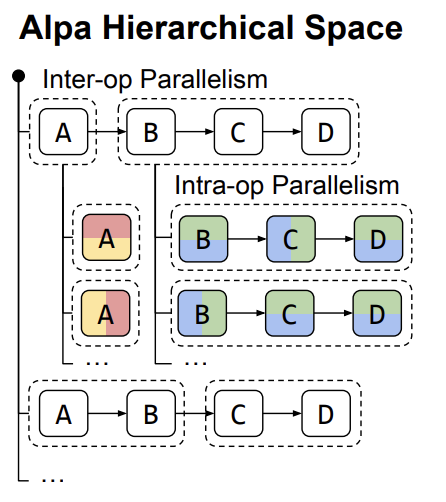 Alpa Hierarchical Space
Inter-op Parallelism
A B C D
Intra-op Parallelism
A B C D
A B C D
... ...
A B C D
...